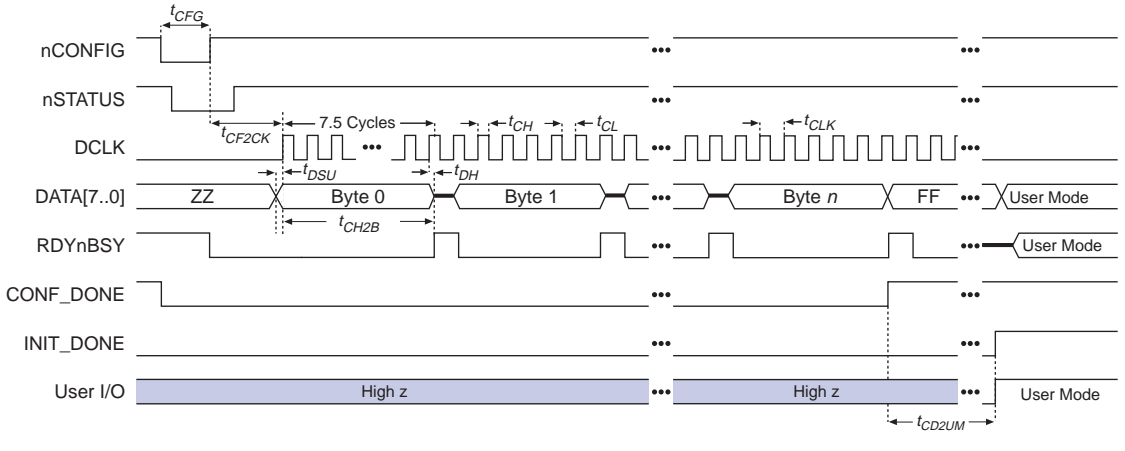 tCFG
nCONFIG
nSTATUS
tCF2CK
7.5 Cycles
tCH
tCL
tCLK
DCLK
tDSU
tDH
DATA[7..0]
ZZ
Byte 0
Byte 1
Byte n
FF
User Mode
tCH2B
RDYnBSY
User Mode
CONF_DONE
INIT_DONE
User I/O
High z
High z
User Mode
tCD2UM